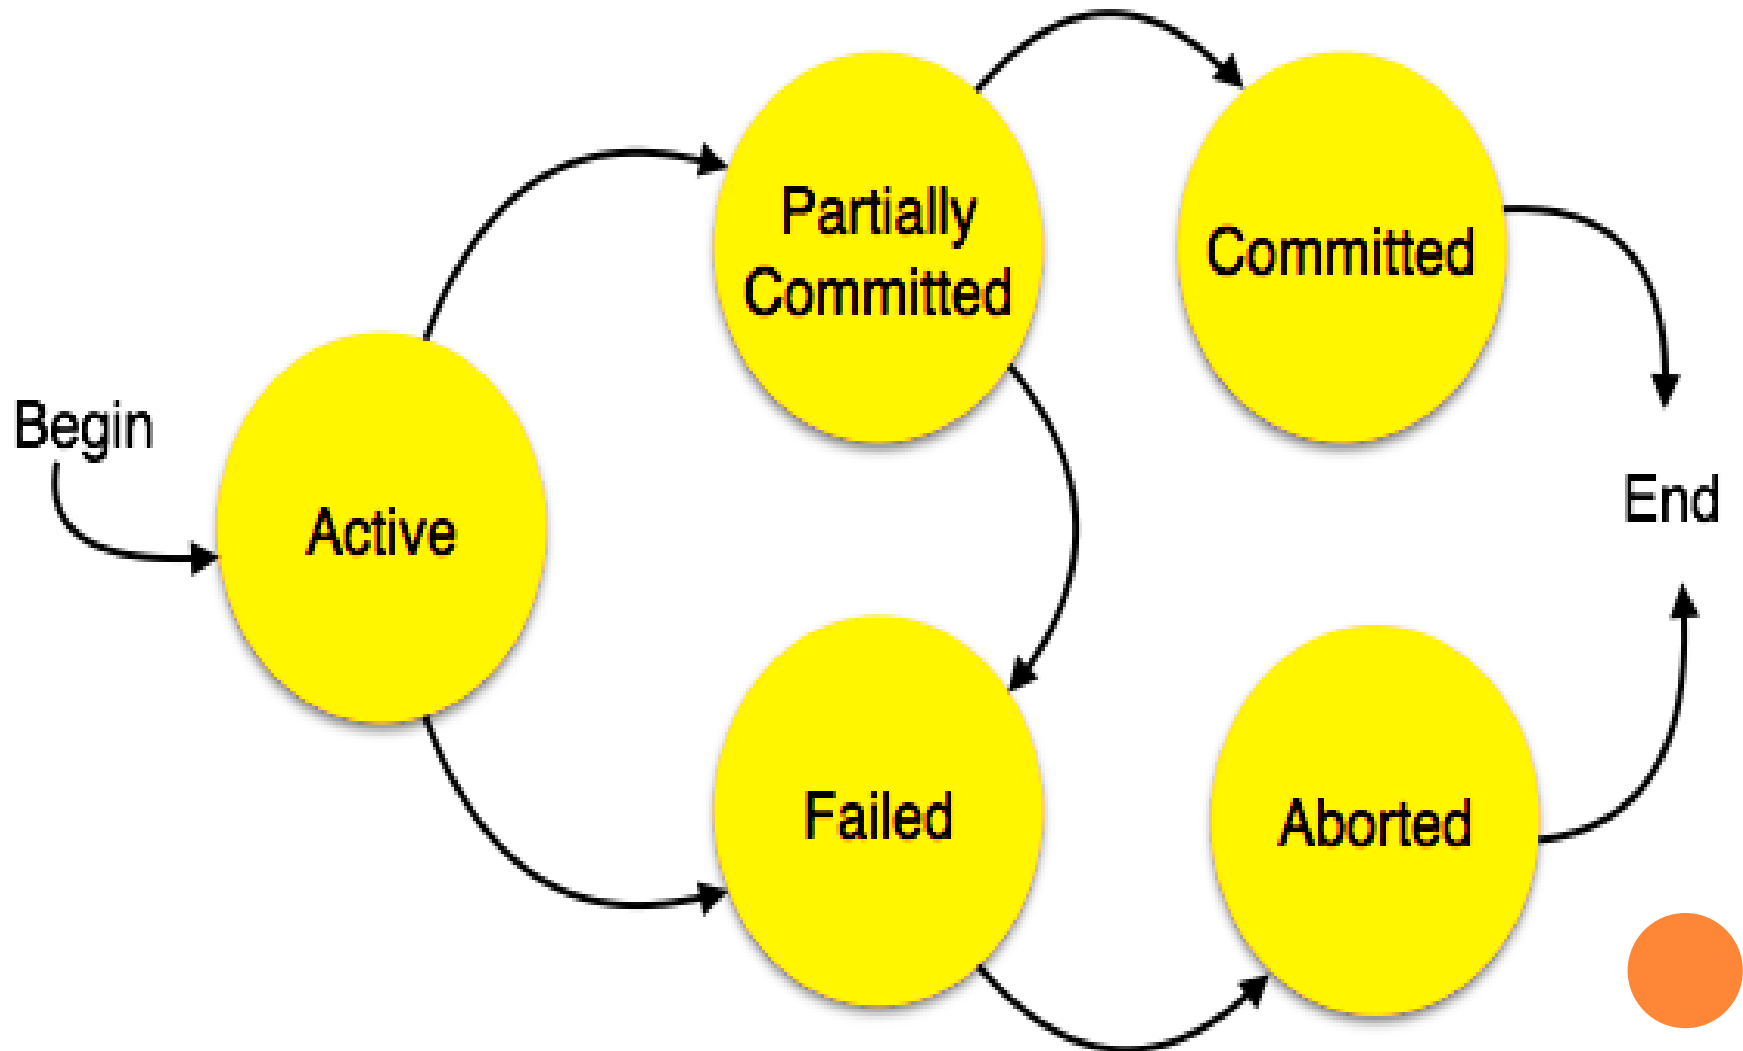 Begin
Active
Partially
Committed
Committed
Failed
Aborted
End